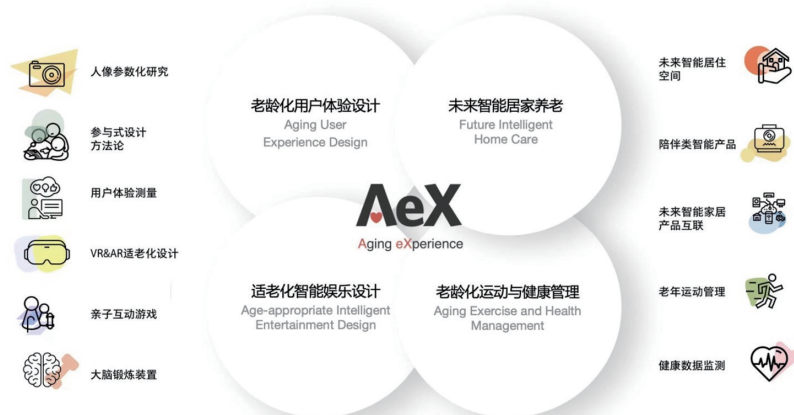 人像参数化研究
参与式设计
方法论
用户体验测量
VR&AR适老化设计
亲子互动游戏
大脑锻炼装置
老龄化用户体验设计
Aging User
Experience Design
未来智能居家养老
Future Intelligent
Home Care
AeX
Aging eXperience
适老化智能娱乐设计
Age-appropriate Intelligent
Entertainment Design
老龄化运动与健康管理
Aging Exercise and Health
Management
未来智能居住
空间
陪伴类智能产品
未来智能家居
产品互联
老年运动管理
健康数据监测